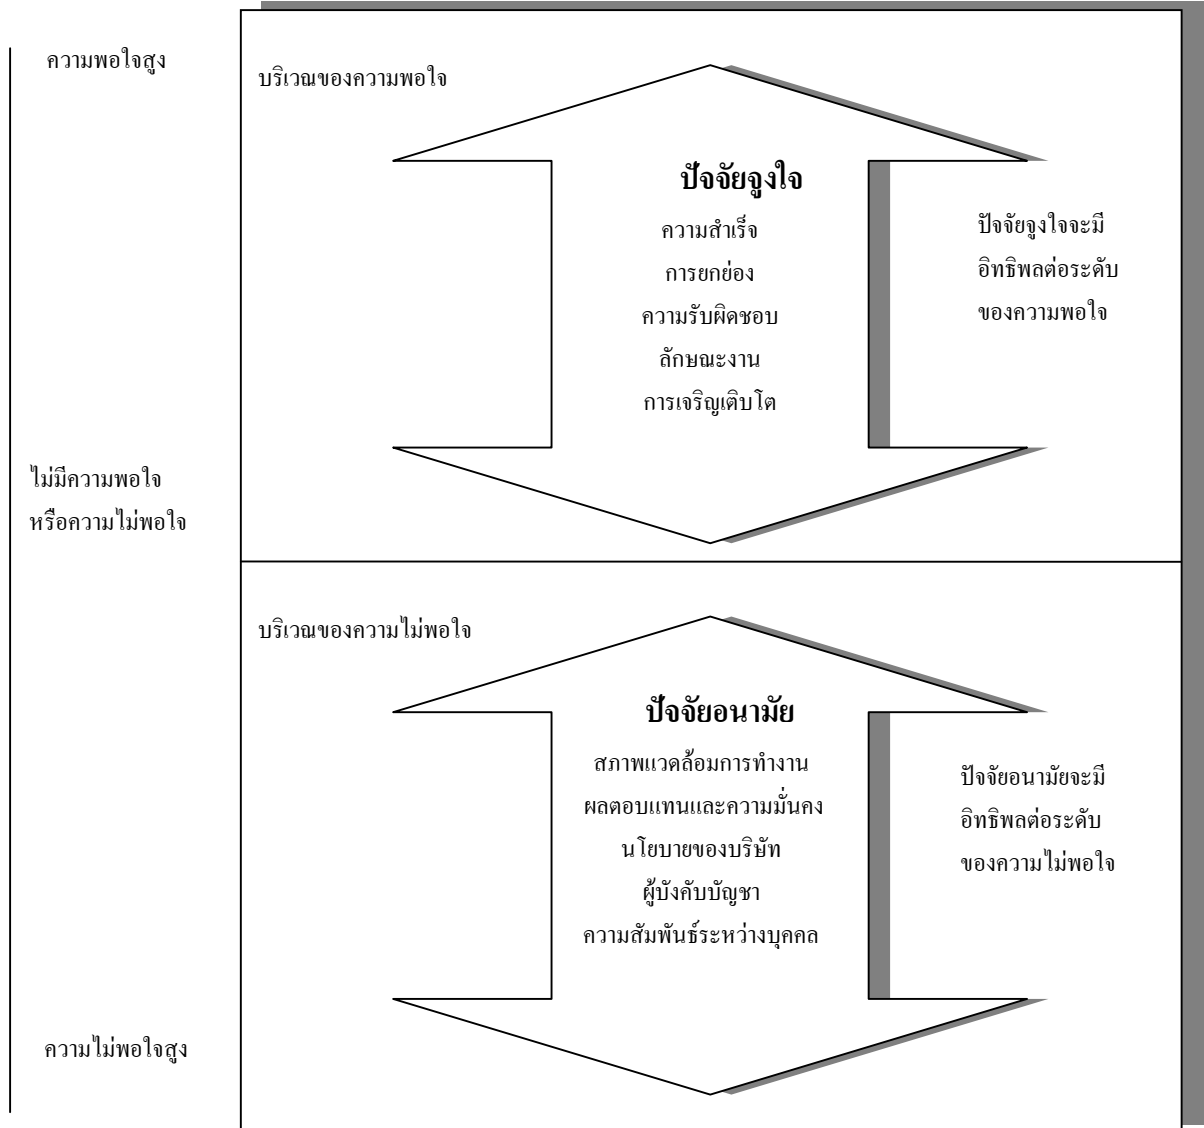 ความพอใจสูง
บริเวณของความพอใจ
ปัจจัยจูงใจ
ความสำเร็จ
การยกย่อง
ความรับผิดชอบ
ลักษณะงาน
การเจริญเติบโต
ปัจจัยจูงใจจะมี
อิทธิพลต่อระดับ
ของความพอใจ
ไม่มีความพอใจ
หรือความไม่พอใจ
บริเวณของความไม่พอใจ
ปัจจัยอนามัย
สภาพแวดล้อมการทำงาน
ผลตอบแทนและความมั่นคง
นโยบายของบริษัท
ผู้บังคับบัญชา
ความสัมพันธ์ระหว่างบุคคล
ปัจจัยอนามัยจะมี
อิทธิพลต่อระดับ
ของความไม่พอใจ
ความไม่พอใจสูง